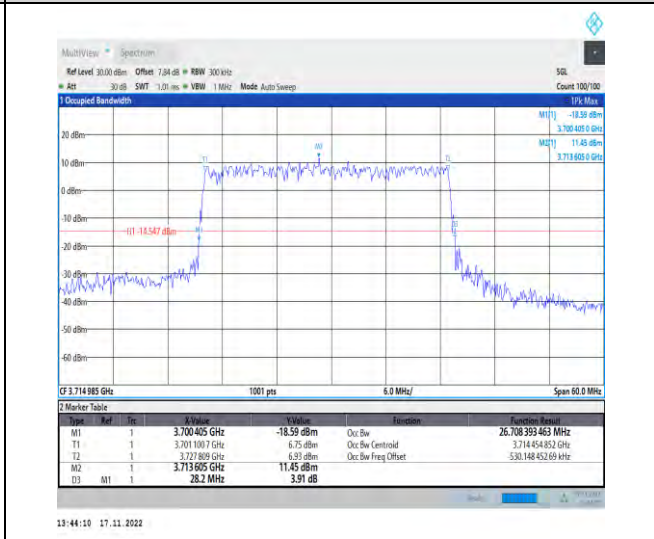 MultiView Spectrum
Ref Level 30.00 dBm Offset 7.84 dB RBW 300 kHz SGL
Att 30 dB SWT 1.01 ms VBW 1 MHz Mode Auto Sweep Count 100/100
1 Occupied Bandwidth 1Pk Max
M1[1] -18.59 dBm
3.700 405 0 GHz
20 dBm M2[1] 11.45 dBm
3.713 605 0 GHz
M2
T1 T2
10 dBm
0 dBm
-10 dBm
H1 -14.547 dBm M1 D3
-20 dBm
-30 dBm
-40 dBm
-50 dBm
-60 dBm
CF 3.714 985 GHz 1001 pts 6.0 MHz/ Span 60.0 MHz
2 Marker Table
Type Ref Trc X-Value Y-Value Function Function Result
M1 1 3.700 405 GHz -18.59 dBm Occ Bw 26.708 393 463 MHz
T1 1 3.701 100 7 GHz 6.75 dBm Occ Bw Centroid 3.714 454 852 GHz
T2 1 3.727 809 GHz 6.93 dBm Occ Bw Freq Offset -530.148 452 69 kHz
M2 1 3.713 605 GHz 11.45 dBm
D3 M1 1 28.2 MHz 3.91 dB
13:44:10 17.11.2022